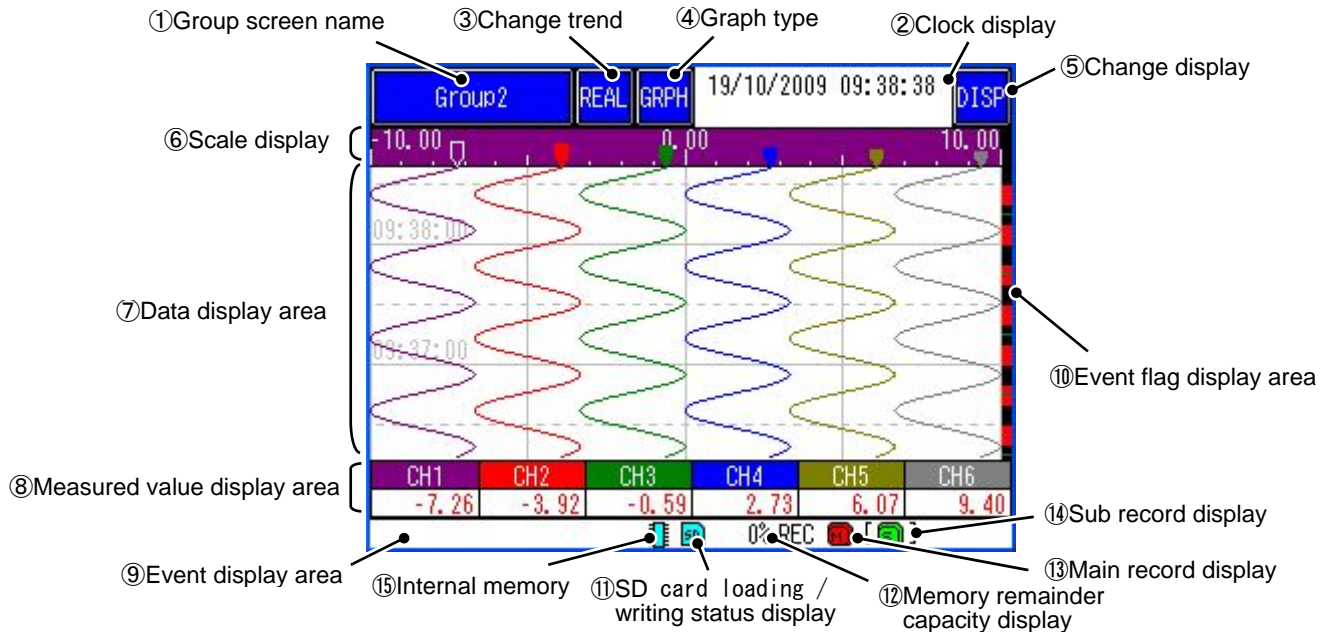 ①Group screen name
③Change trend
④Graph type
②Clock display
⑤Change display
Group2
REAL
GRPH
19/10/2009 09:38:38
DISP
⑥Scale display
-10.00
0.00
10.00
09:38:00
⑦Data display area
09:37:00
⑩Event flag display area
CH1
CH2
CH3
CH4
CH5
CH6
⑧Measured value display area
-7.26
-3.92
-0.59
2.73
6.07
9.40
⑭Sub record display
SD
0% REC
M
S
⑨Event display area
⑮Internal memory
⑪SD card loading /
writing status display
⑫Memory remainder
capacity display
⑬Main record display